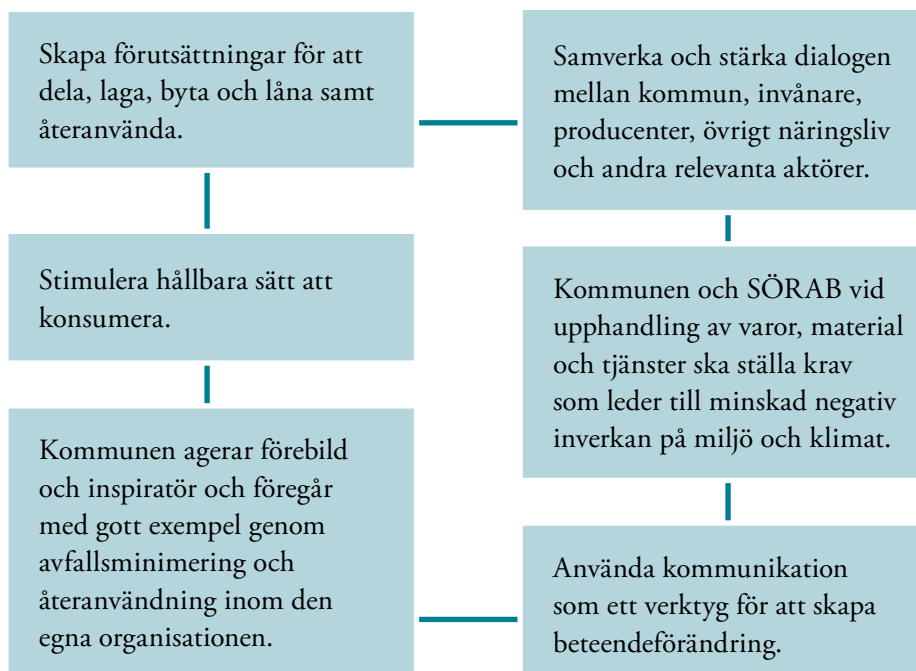 Skapa förutsättningar för att
dela, laga, byta och låna samt
återanvända.
Stimulera hållbara sätt att
konsumera.
Kommunen agerar förebild
och inspiratör och föregår
med gott exempel genom
avfallsminimering och
återanvändning inom den
egna organisationen.
Samverka och stärka dialogen
mellan kommun, invånare,
producenter, övrigt näringsliv
och andra relevanta aktörer.
Kommunen och SÖRAB vid
upphandling av varor, material
och tjänster ska ställa krav
som leder till minskad negativ
inverkan på miljö och klimat.
Använda kommunikation
som ett verktyg för att skapa
beteendeförändring.